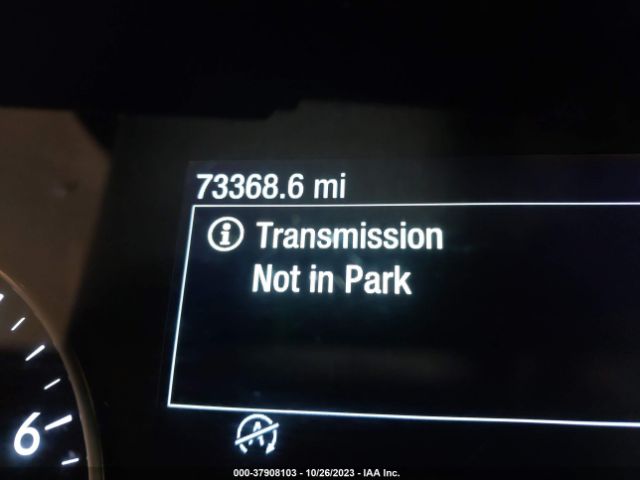 73368.6 mi
i Transmission
Not in Park
6
A
000-37908103 - 10/26/2023 - IAA Inc.